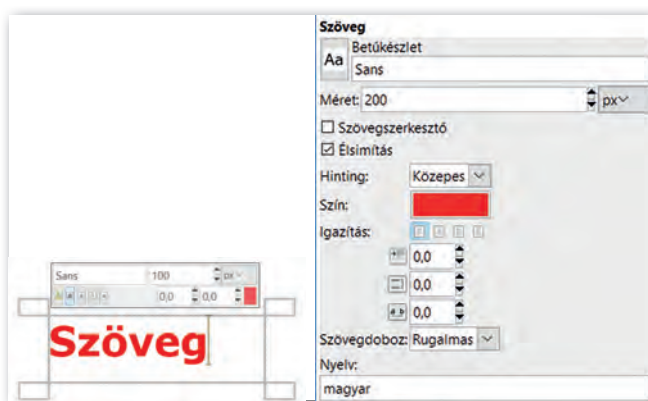 Szöveg
Betűkészlet
Aa
Sans
Méret: 200 px
Szövegszerkesztő
Élsimítás
Hinting: Közepes
Szín:
Igazítás:
0,0
0,0
0,0
Szövegdoboz: Rugalmas
Nyelv:
magyar
Sans 100 px
0,0 0,0
Szöveg